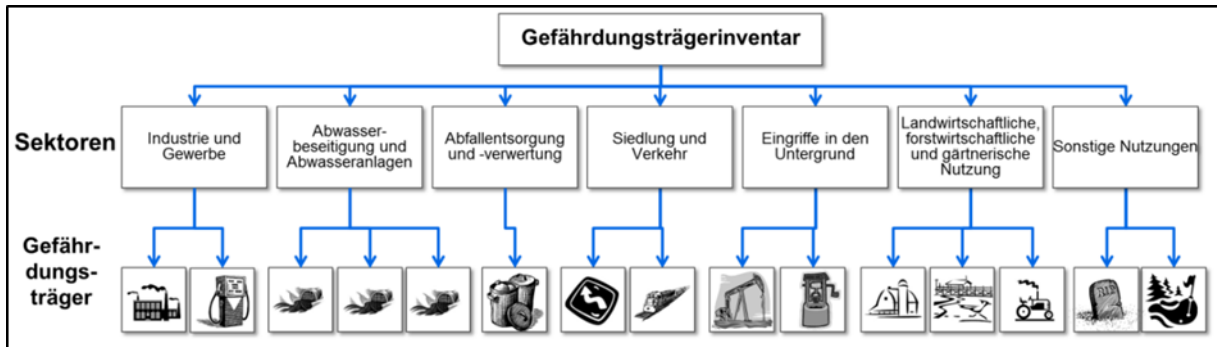 Gefährdungsträgerinventar
Sektoren
Industrie und
Gewerbe
Abwasser-
beseitigung und
Abwasseranlagen
Abfallentsorgung
und -verwertung
Siedlung und
Verkehr
Eingriffe in den
Untergrund
Landwirtschaftliche,
forstwirtschaftliche
und gärtnerische
Nutzung
Sonstige Nutzungen
Gefähr-
dungs-
träger